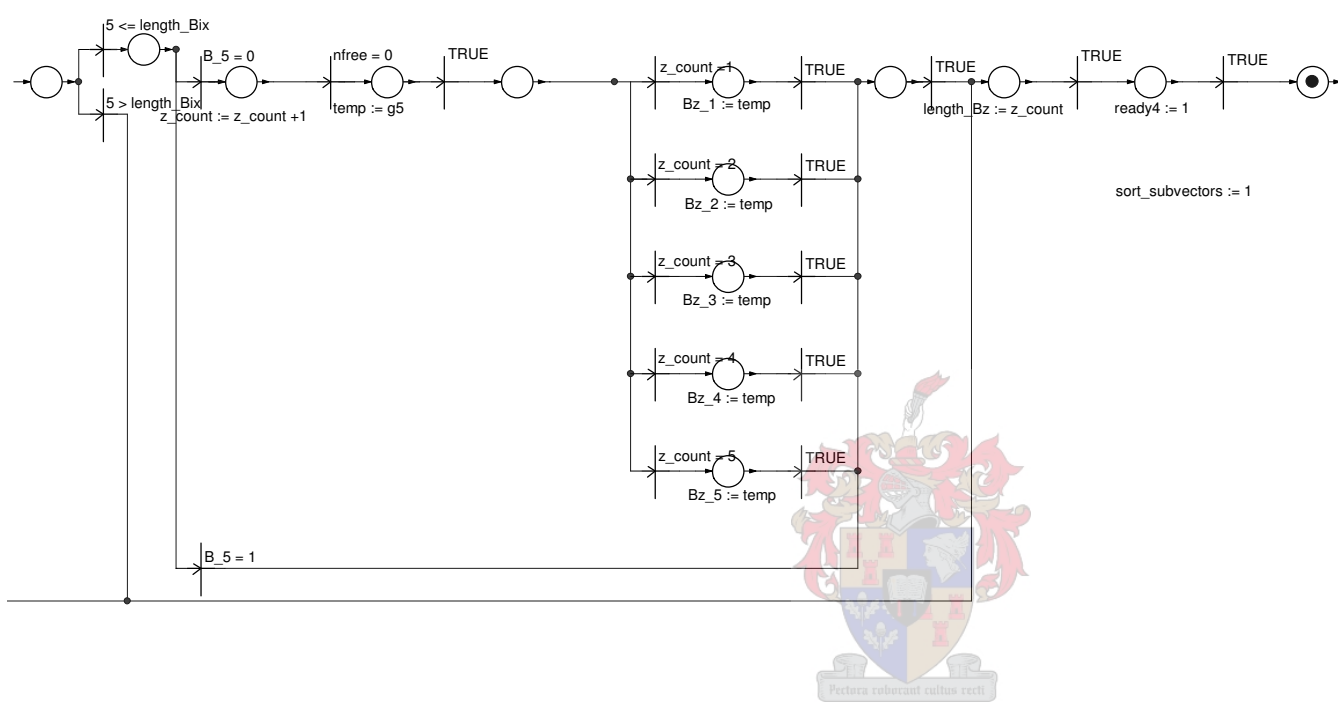 5 <= length_Bix
B_5 = 0
nfree = 0
TRUE
z_count =1
TRUE
TRUE
TRUE
TRUE
5 > length_Bix
z_count := z_count +1
temp := g5
Bz_1 := temp
length_Bz := z_count
ready4 := 1
z_count = 2
TRUE
Bz_2 := temp
sort_subvectors := 1
z_count = 3
TRUE
Bz_3 := temp
z_count = 4
TRUE
Bz_4 := temp
z_count = 5
TRUE
Bz_5 := temp
B_5 = 1
Pectora roborant cultus recti